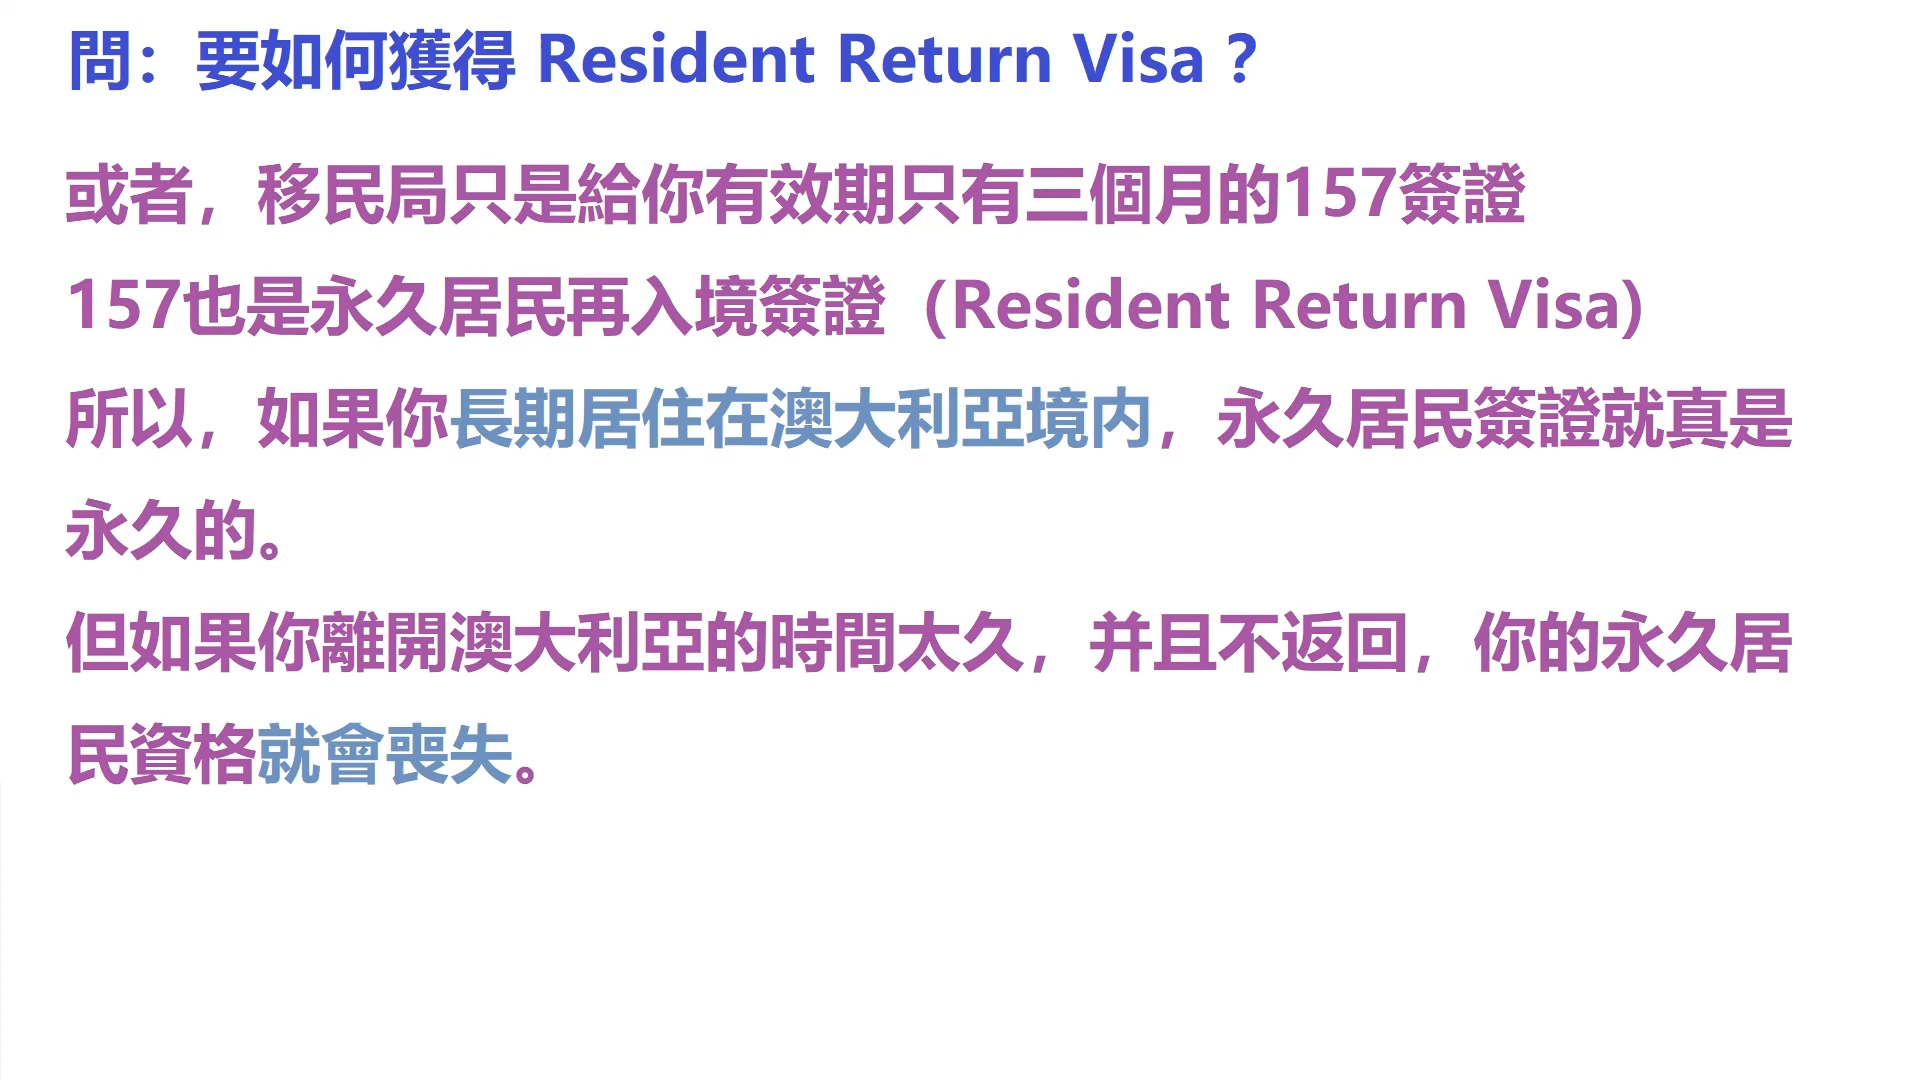 問：要如何獲得 Resident Return Visa？
或者，移民局只是給你有效期只有三個月的157簽證
157也是永久居民再入境簽證（Resident Return Visa)
所以，如果你長期居住在澳大利亞境内，永久居民簽證就真是
永久的。
但如果你離開澳大利亞的時間太久，并且不返回，你的永久居
民資格就會喪失。